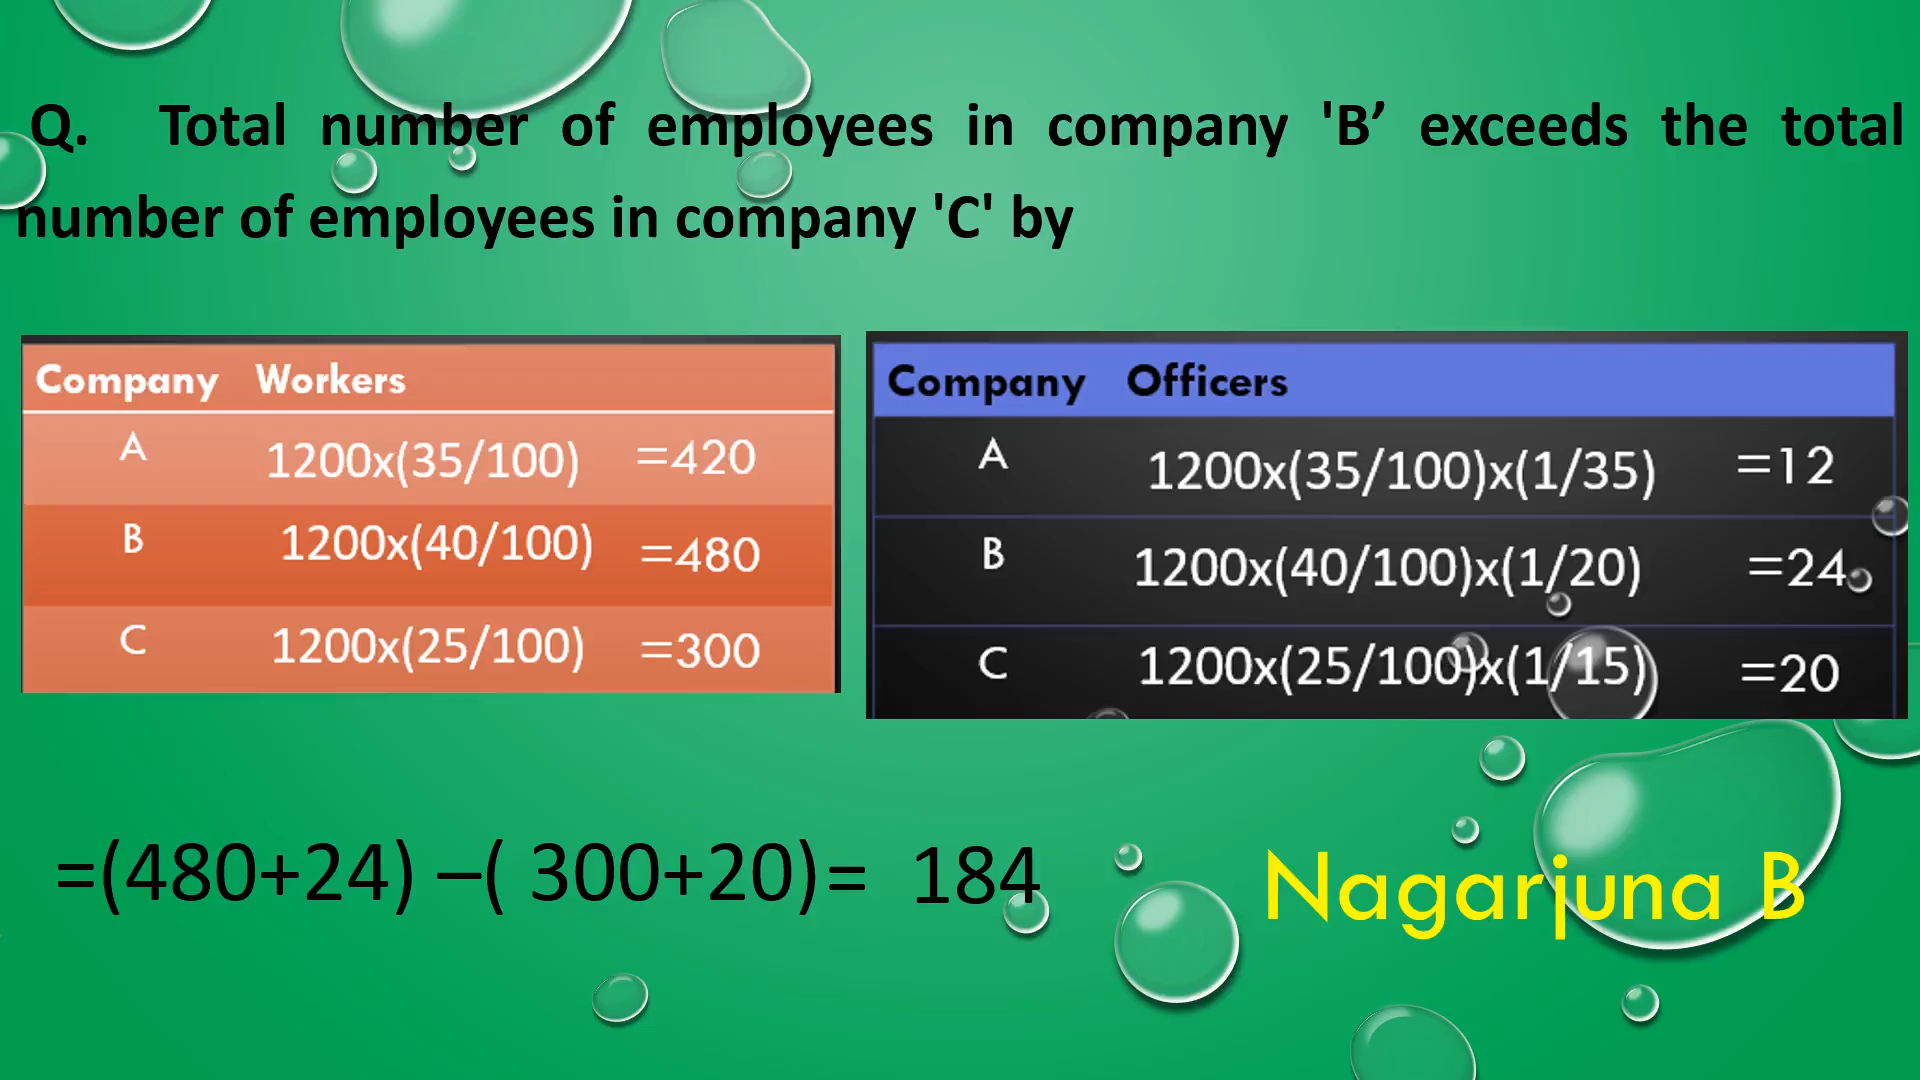 Q. Total number of employees in company 'B’ exceeds the total
number of employees in company 'C' by
Company Workers
A 1200x(35/100) =420
B 1200x(40/100) =480
C 1200x(25/100) =300
Company Officers
A 1200x(35/100)x(1/35) =12
B 1200x(40/100)x(1/20) =24
C 1200x(25/100)x(1/15) =20
=(480+24) –( 300+20)= 184
Nagarjuna B